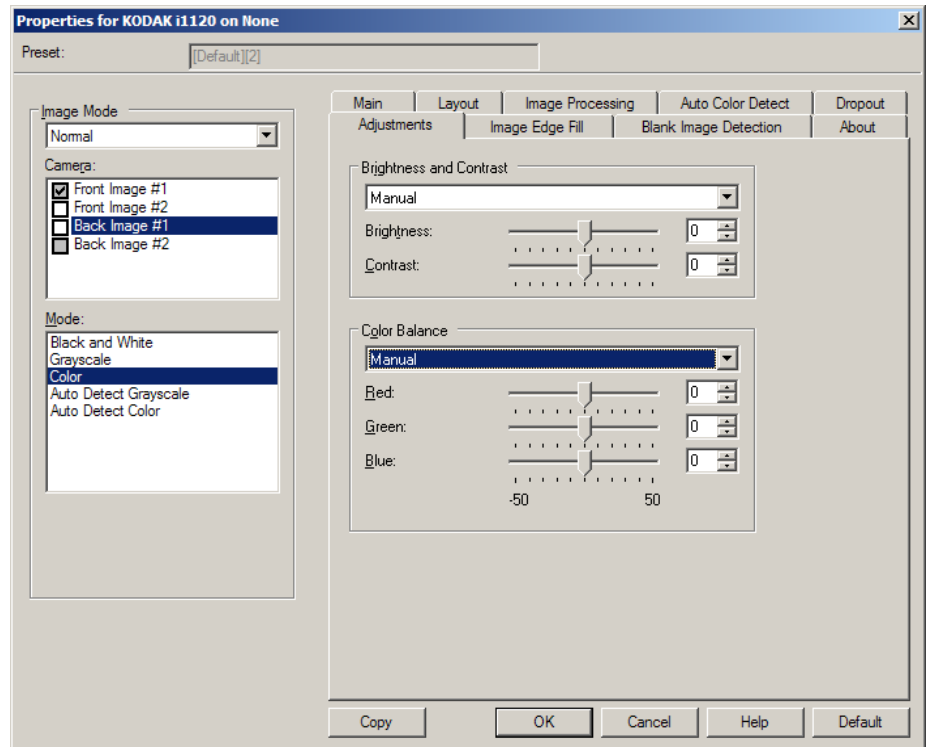 Properties for KODAK i1120 on None
Preset: [Default][2]
Image Mode
Normal
Camera:
Front Image #1
Front Image #2
Back Image #1
Back Image #2
Mode:
Black and White
Grayscale
Color
Auto Detect Grayscale
Auto Detect Color
Main Layout Image Processing Auto Color Detect Dropout
Adjustments Image Edge Fill Blank Image Detection About
Brightness and Contrast
Manual
Brightness: 0
Contrast: 0
Color Balance
Manual
Red: 0
Green: 0
Blue: 0
-50 50
Copy OK Cancel Help Default